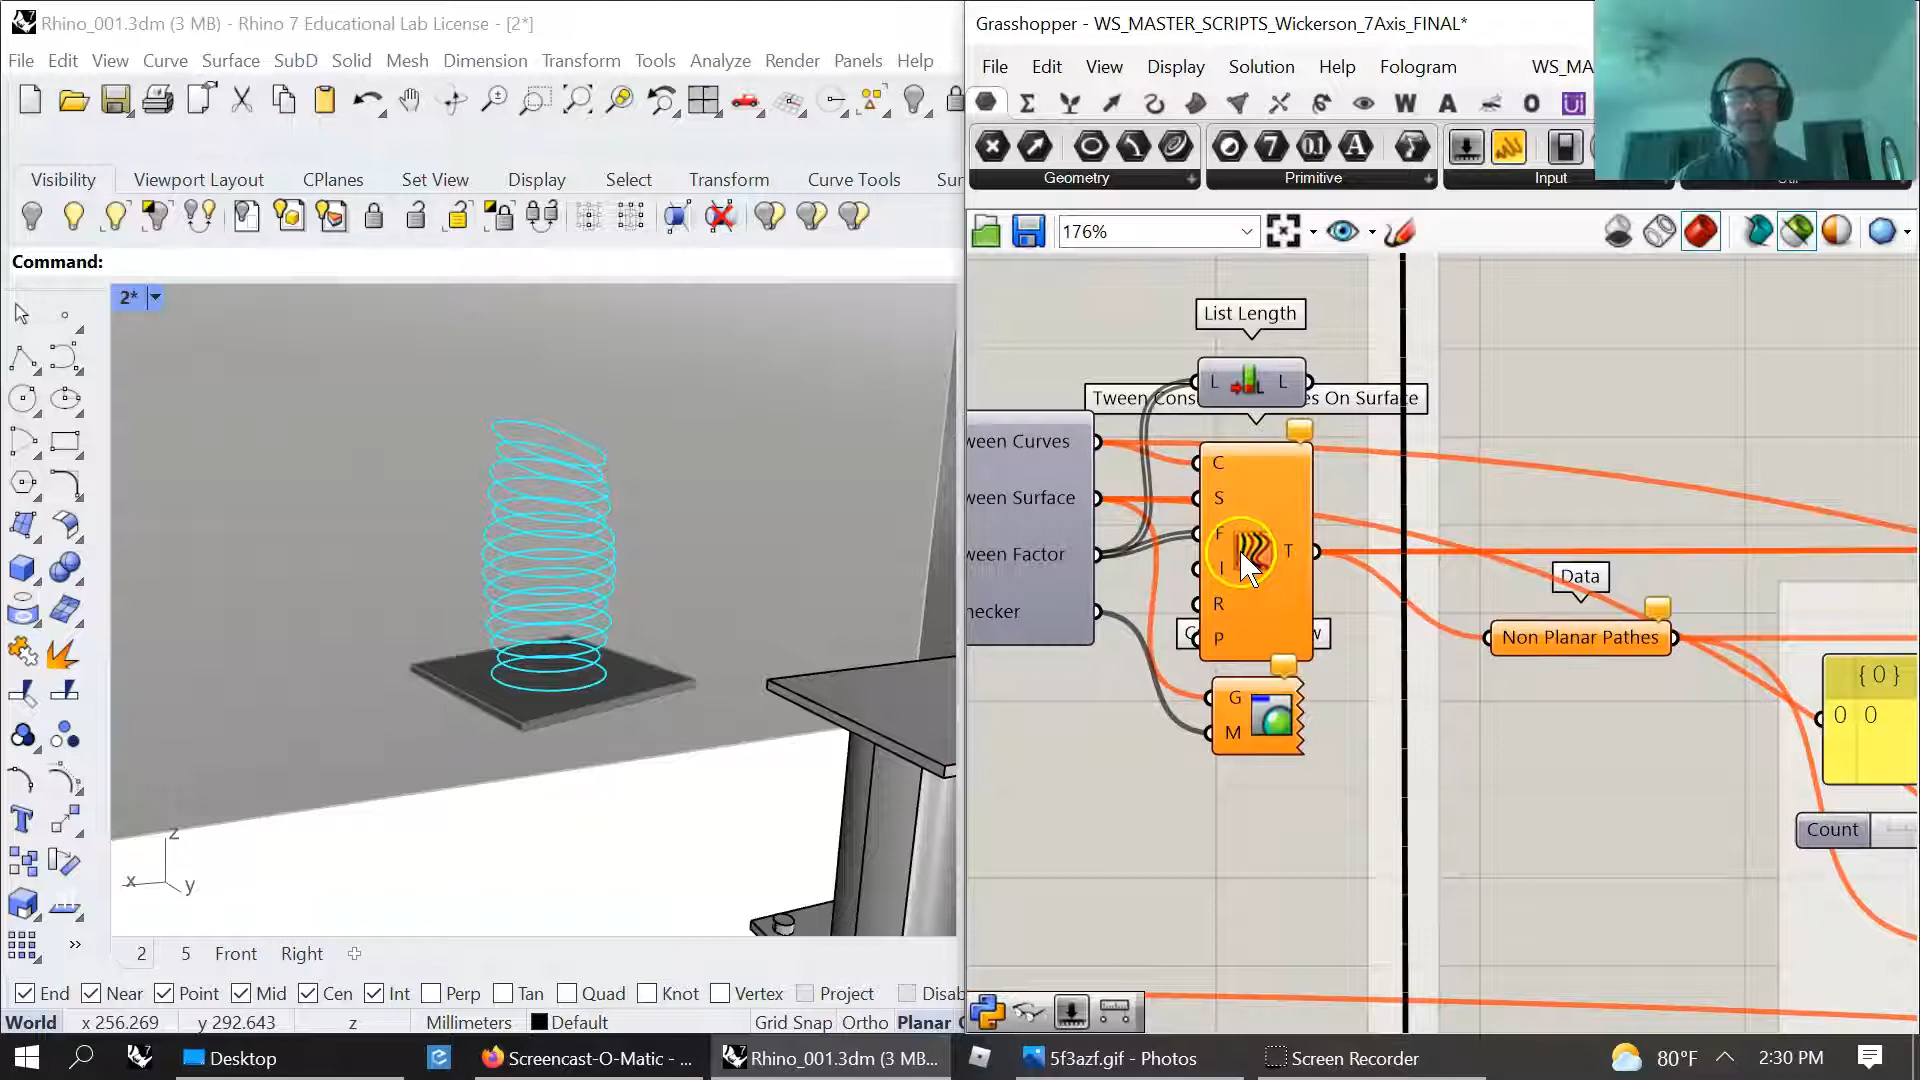 Rhino_001.3dm (3 MB) - Rhino 7 Educational Lab License - [2*]
File Edit View Curve Surface SubD Solid Mesh Dimension Transform Tools Analyze Render Panels Help
Visibility Viewport Layout CPlanes Set View Display Select Transform Curve Tools Sur
Command:
2*
z
x y
2 5 Front Right
End Near Point Mid Cen Int Perp Tan Quad Knot Vertex Project Disab
World x 256.269 y 292.643 z Millimeters Default Grid Snap Ortho Planar
Grasshopper - WS_MASTER_SCRIPTS_Wickerson_7Axis_FINAL*
File Edit View Display Solution Help Fologram WS_MA
Geometry Primitive Input
176%
List Length
L L
Tween Cons s On Surface
ween Curves
ween Surface
ween Factor
hecker
C
S
F
I
R
P
T
G
M
Data
Non Planar Pathes
{ 0 }
0 0
Count
Desktop Screencast-O-Matic - ... Rhino_001.3dm (3 MB... 5f3azf.gif - Photos Screen Recorder 80°F 2:30 PM